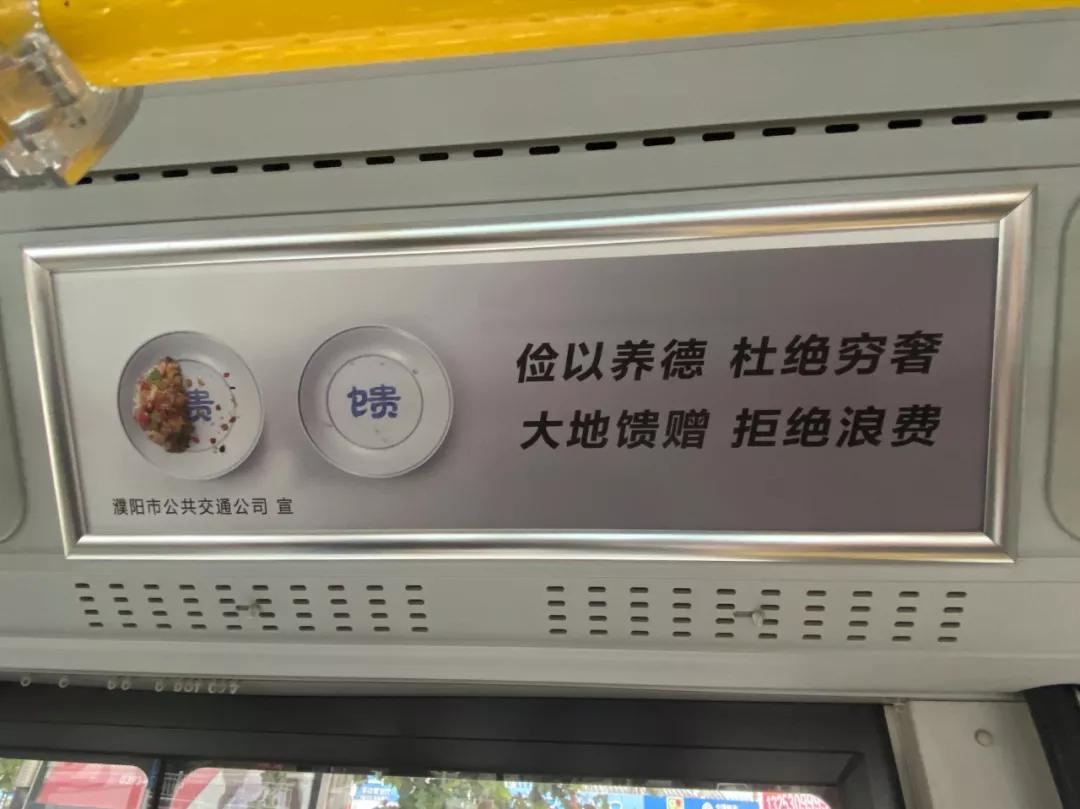 俭以养德 杜绝穷奢
大地馈赠 拒绝浪费
贵
馈
濮阳市公共交通公司 宣